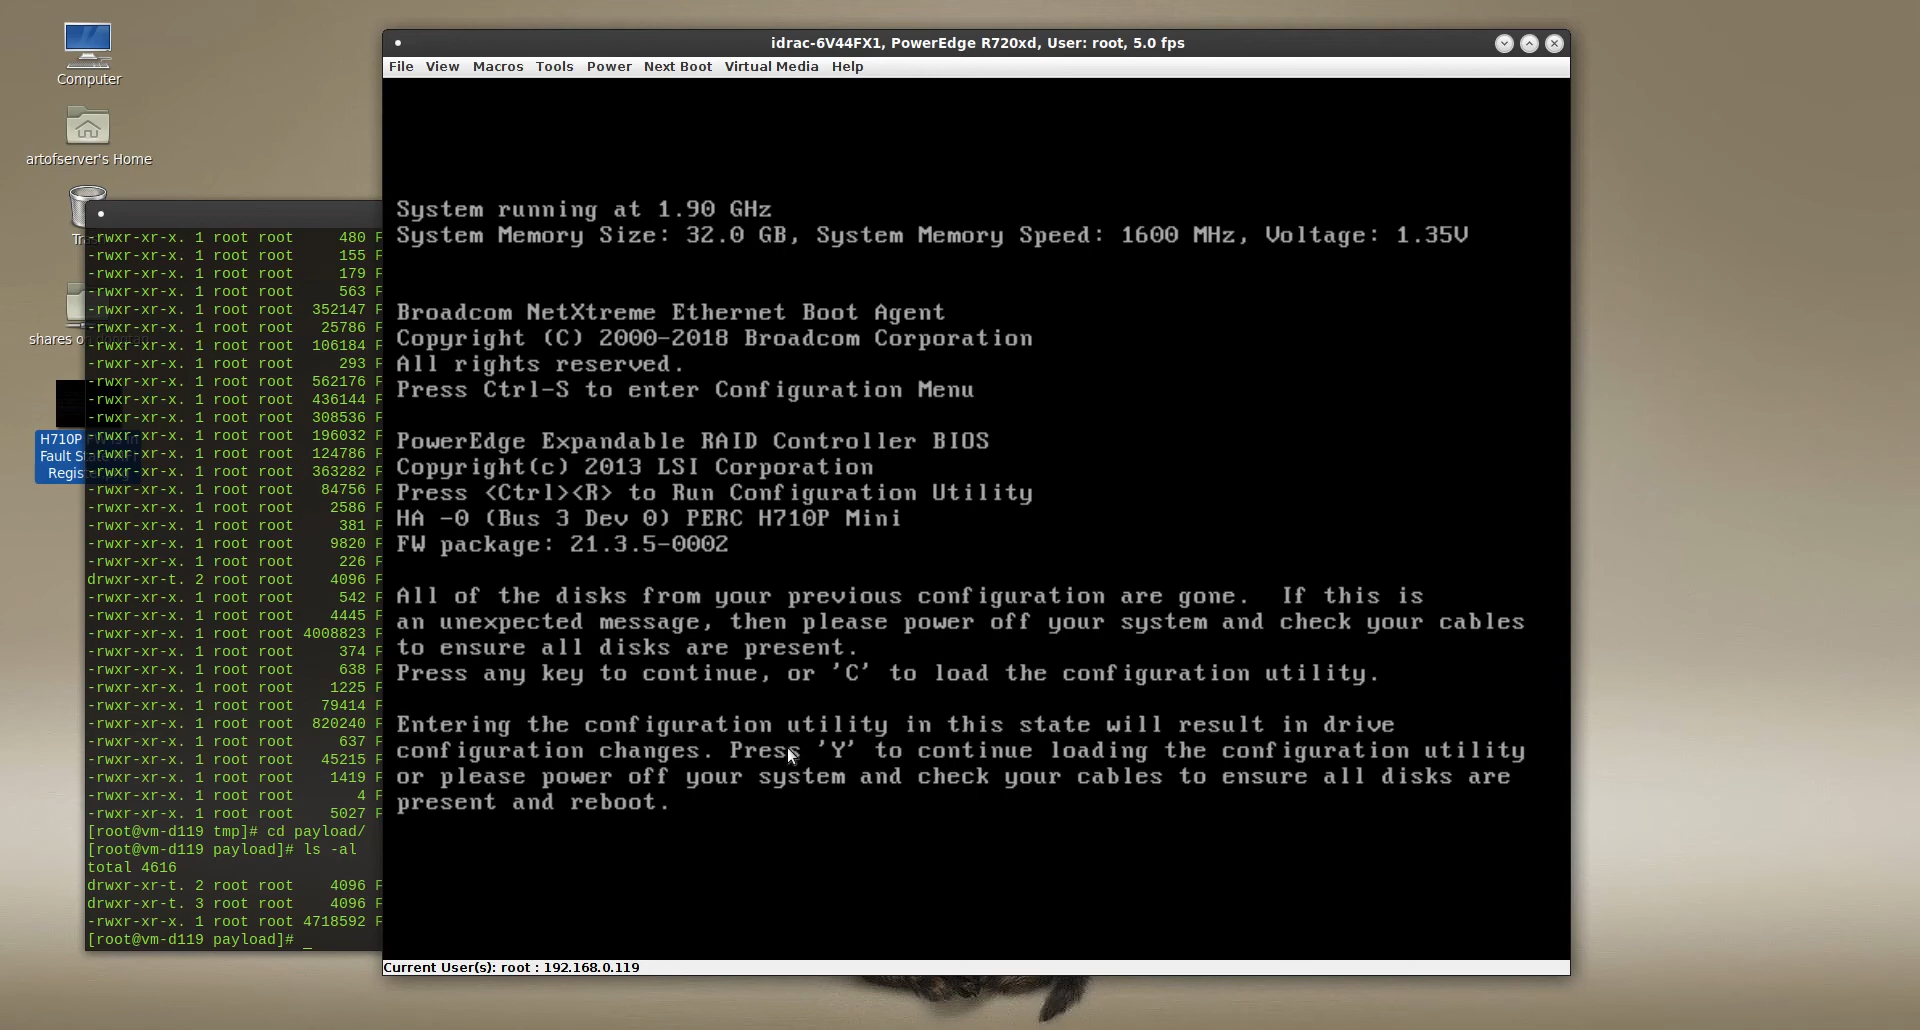 Computer
artofserver's Home
shares on
H710P
Fault St
Regis
-rwxr-xr-x. 1 root root 480 F
-rwxr-xr-x. 1 root root 155 F
-rwxr-xr-x. 1 root root 179 F
-rwxr-xr-x. 1 root root 563 F
-rwxr-xr-x. 1 root root 352147 F
-rwxr-xr-x. 1 root root 25786 F
-rwxr-xr-x. 1 root root 106184 F
-rwxr-xr-x. 1 root root 293 F
-rwxr-xr-x. 1 root root 562176 F
-rwxr-xr-x. 1 root root 436144 F
-rwxr-xr-x. 1 root root 308536 F
-rwxr-xr-x. 1 root root 196032 F
-rwxr-xr-x. 1 root root 124786 F
-rwxr-xr-x. 1 root root 363282 F
-rwxr-xr-x. 1 root root 84756 F
-rwxr-xr-x. 1 root root 2586 F
-rwxr-xr-x. 1 root root 381 F
-rwxr-xr-x. 1 root root 9820 F
-rwxr-xr-x. 1 root root 226 F
drwxr-xr-t. 2 root root 4096 F
-rwxr-xr-x. 1 root root 542 F
-rwxr-xr-x. 1 root root 4445 F
-rwxr-xr-x. 1 root root 4008823 F
-rwxr-xr-x. 1 root root 374 F
-rwxr-xr-x. 1 root root 638 F
-rwxr-xr-x. 1 root root 1225 F
-rwxr-xr-x. 1 root root 79414 F
-rwxr-xr-x. 1 root root 820240 F
-rwxr-xr-x. 1 root root 637 F
-rwxr-xr-x. 1 root root 45215 F
-rwxr-xr-x. 1 root root 1419 F
-rwxr-xr-x. 1 root root 4 F
-rwxr-xr-x. 1 root root 5027 F
[root@vm-d119 tmp]# cd payload/
[root@vm-d119 payload]# ls -al
total 4616
drwxr-xr-t. 2 root root 4096 F
drwxr-xr-t. 3 root root 4096 F
-rwxr-xr-x. 1 root root 4718592 F
[root@vm-d119 payload]# _
idrac-6V44FX1, PowerEdge R720xd, User: root, 5.0 fps
File View Macros Tools Power Next Boot Virtual Media Help
System running at 1.90 GHz
System Memory Size: 32.0 GB, System Memory Speed: 1600 MHz, Voltage: 1.35V
Broadcom NetXtreme Ethernet Boot Agent
Copyright (C) 2000-2018 Broadcom Corporation
All rights reserved.
Press Ctrl-S to enter Configuration Menu
PowerEdge Expandable RAID Controller BIOS
Copyright(c) 2013 LSI Corporation
Press <Ctrl><R> to Run Configuration Utility
HA -0 (Bus 3 Dev 0) PERC H710P Mini
FW package: 21.3.5-0002
All of the disks from your previous configuration are gone.  If this is
an unexpected message, then please power off your system and check your cables
to ensure all disks are present.
Press any key to continue, or 'C' to load the configuration utility.
Entering the configuration utility in this state will result in drive
configuration changes. Press 'Y' to continue loading the configuration utility
or please power off your system and check your cables to ensure all disks are
present and reboot.
Current User(s): root : 192.168.0.119